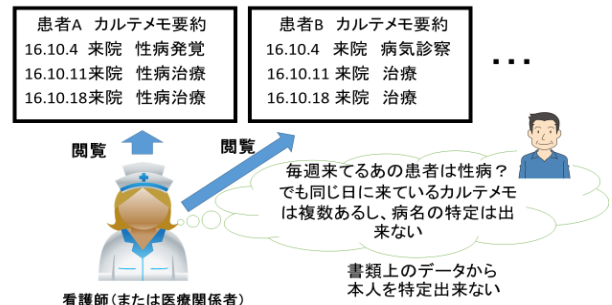 患者A カルテメモ要約
16.10.4 来院 性病発覚
16.10.11来院 性病治療
16.10.18来院 性病治療
患者B カルテメモ要約
16.10.4 来院 病気診察
16.10.11 来院 治療
16.10.18 来院 治療
...
閲覧
閲覧
毎週来てるあの患者は性病?
でも同じ日に来ているカルテメモ
は複数あるし、病名の特定は出
来ない
書類上のデータから
本人を特定出来ない
看護師(または医療関係者)